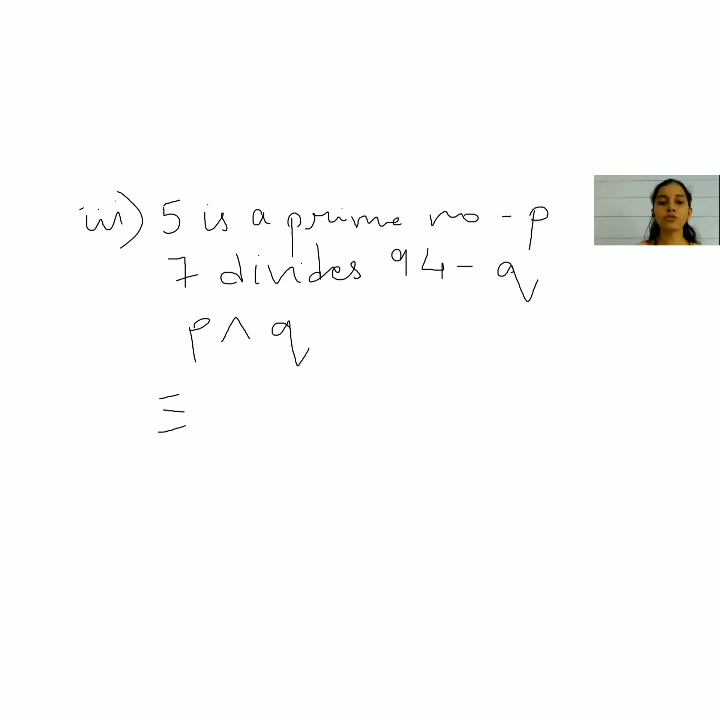 iii) 5 is a prime no - p
7 divides 94 - q
p ∧ q
≡